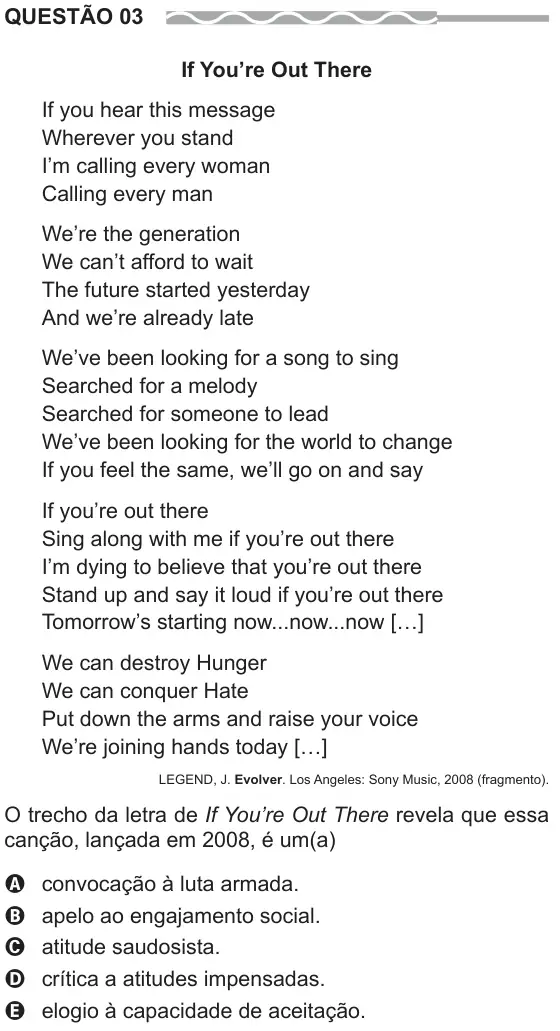 QUESTÃO 03
If You’re Out There
If you hear this message
Wherever you stand
I’m calling every woman
Calling every man
We’re the generation
We can’t afford to wait
The future started yesterday
And we’re already late
We’ve been looking for a song to sing
Searched for a melody
Searched for someone to lead
We’ve been looking for the world to change
If you feel the same, we’ll go on and say
If you’re out there
Sing along with me if you’re out there
I’m dying to believe that you’re out there
Stand up and say it loud if you’re out there
Tomorrow’s starting now...now...now […]
We can destroy Hunger
We can conquer Hate
Put down the arms and raise your voice
We’re joining hands today […]
LEGEND, J. Evolver. Los Angeles: Sony Music, 2008 (fragmento).
O trecho da letra de If You’re Out There revela que essa
canção, lançada em 2008, é um(a)
A convocação à luta armada.
B apelo ao engajamento social.
C atitude saudosista.
D crítica a atitudes impensadas.
E elogio à capacidade de aceitação.